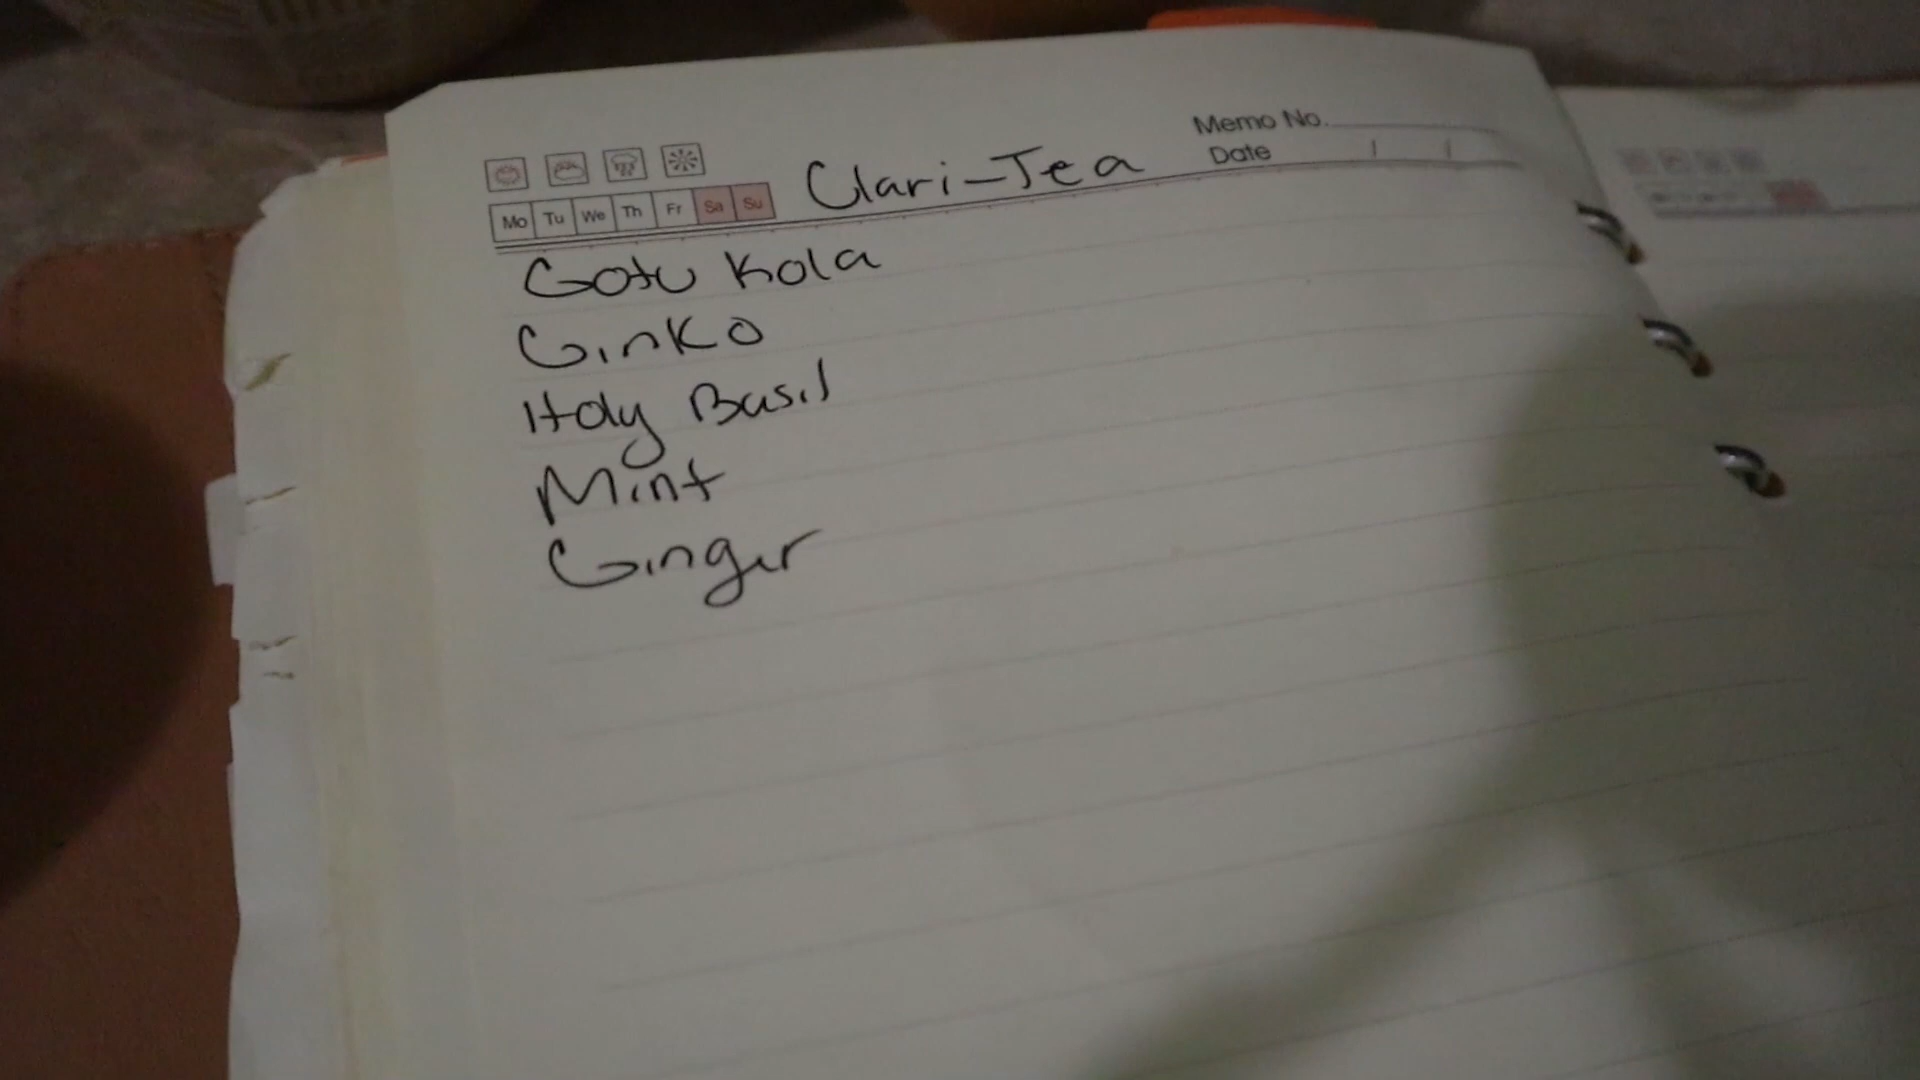 Memo No.
Clari-Tea
Date / /
Mo Tu We Th Fr Sa Su
Gotu Kola
Ginko
Holy Basil
Mint
Ginger